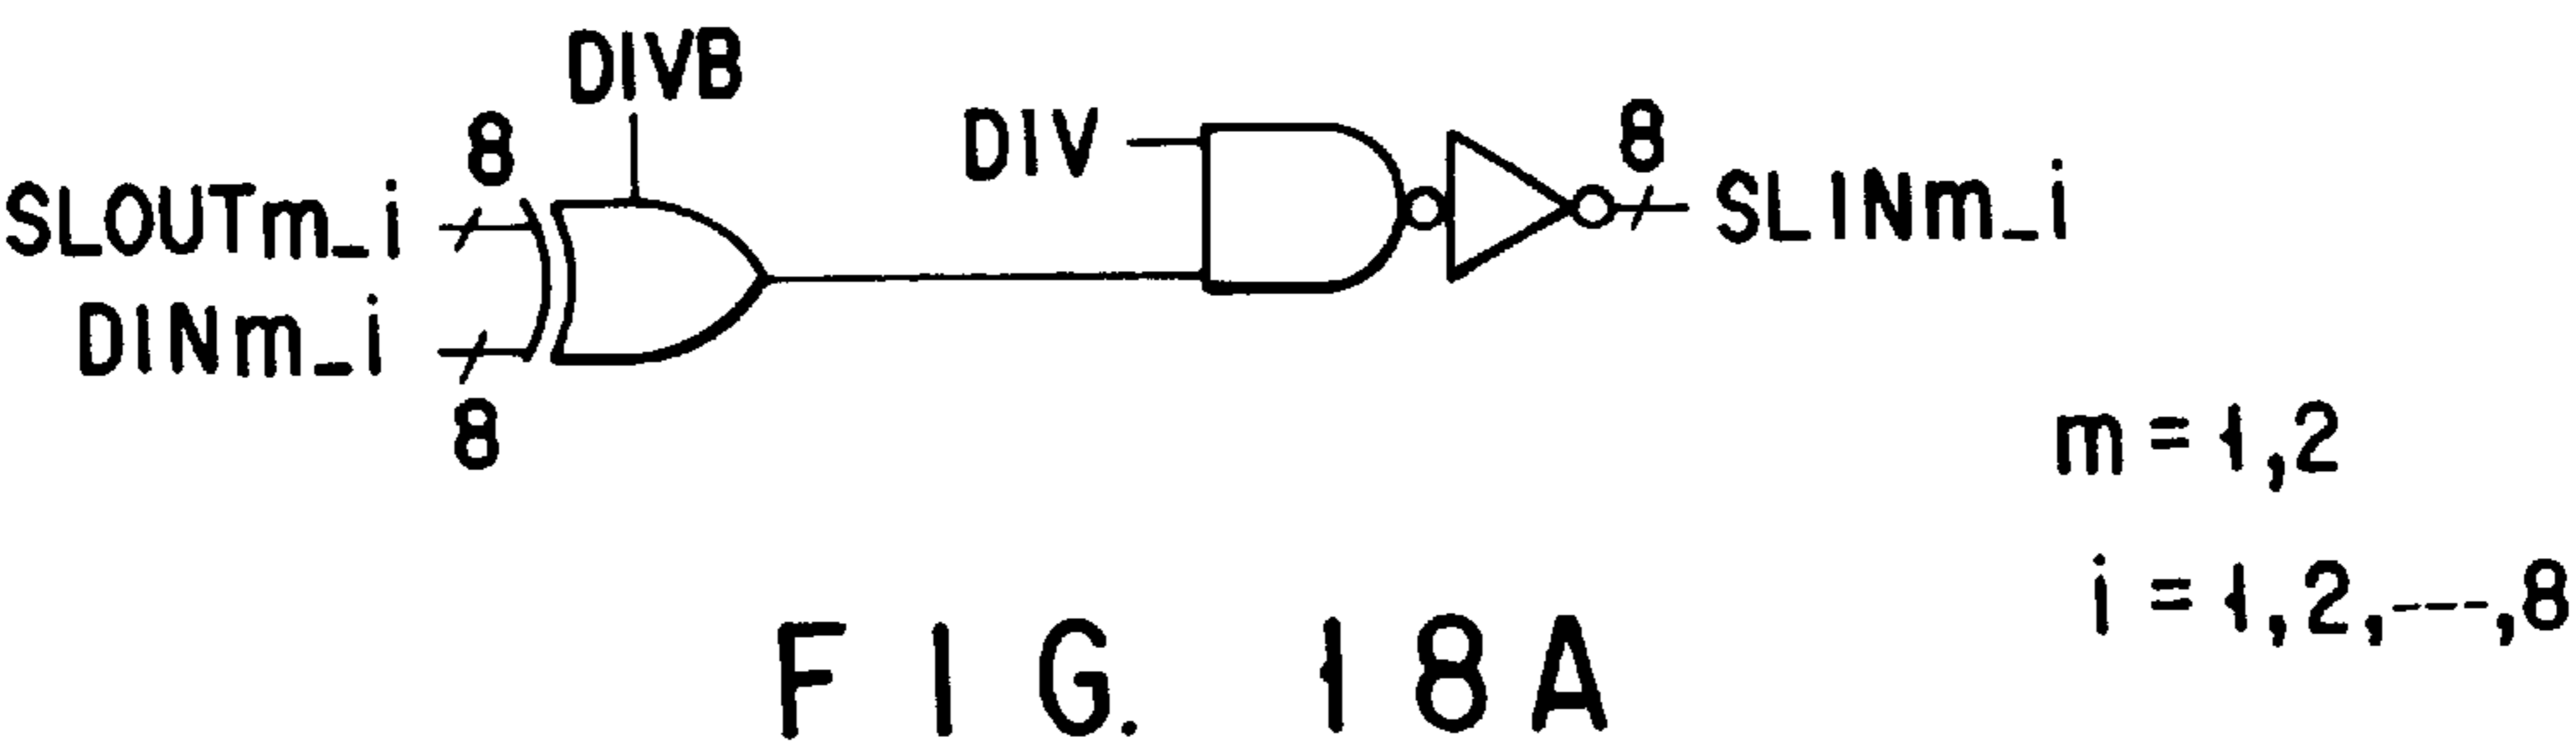 DIVB
8
DIV
8
SLOUTm_i
SLINm_i
DINm_i
8
m = 1,2
i = 1,2,---,8
FIG. 18A